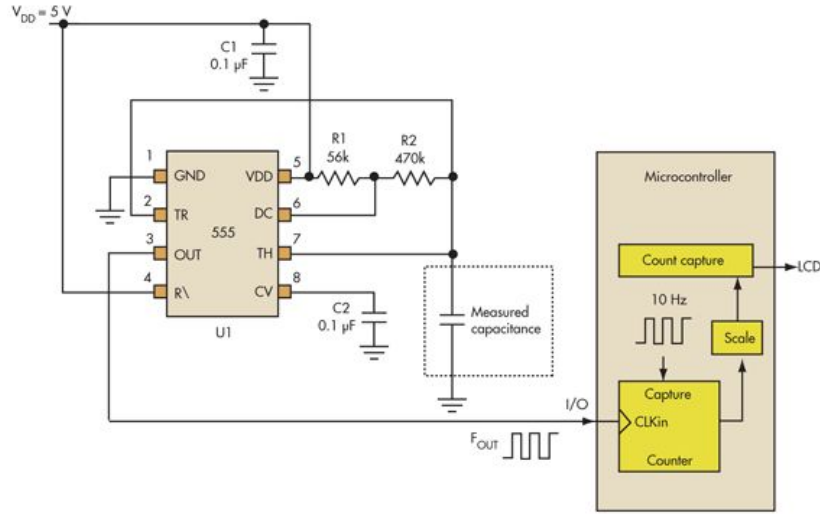 V_DD = 5 V
C1
0.1 µF
R1
56k
R2
470k
1
GND
VDD
5
2
TR
DC
6
555
3
OUT
TH
7
4
R\
CV
8
U1
C2
0.1 µF
Measured
capacitance
Microcontroller
Count capture
LCD
10 Hz
Scale
I/O
Capture
CLKin
Counter
F_OUT